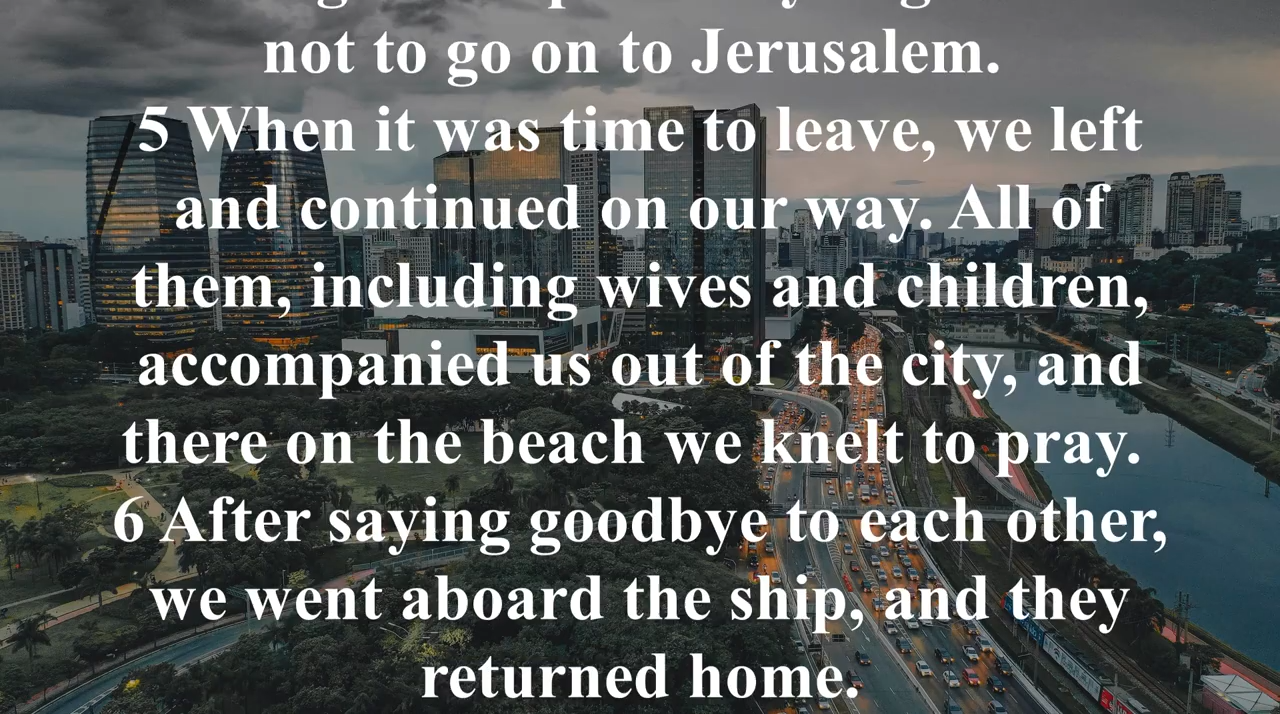 not to go on to Jerusalem.
5 When it was time to leave, we left
and continued on our way. All of
them, including wives and children,
accompanied us out of the city, and
there on the beach we knelt to pray.
6 After saying goodbye to each other,
we went aboard the ship, and they
returned home.